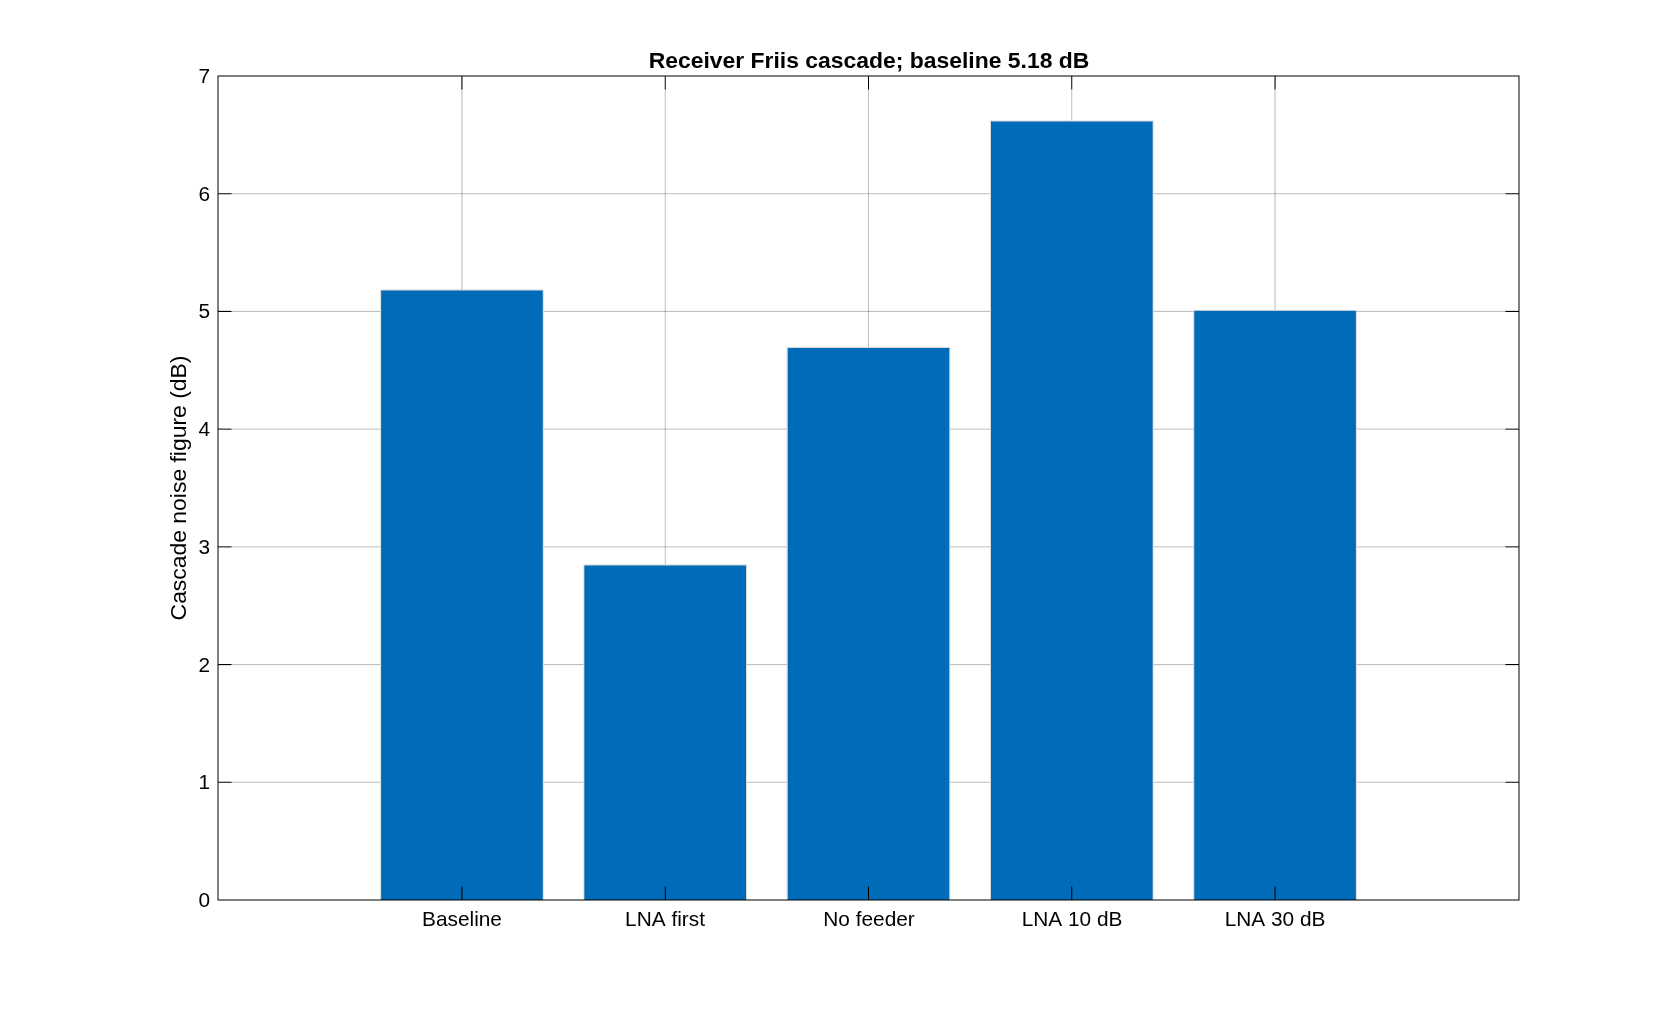 Receiver Friis cascade; baseline 5.18 dB
Cascade noise figure (dB)
7
6
5
4
3
2
1
0
Baseline LNA first No feeder LNA 10 dB LNA 30 dB